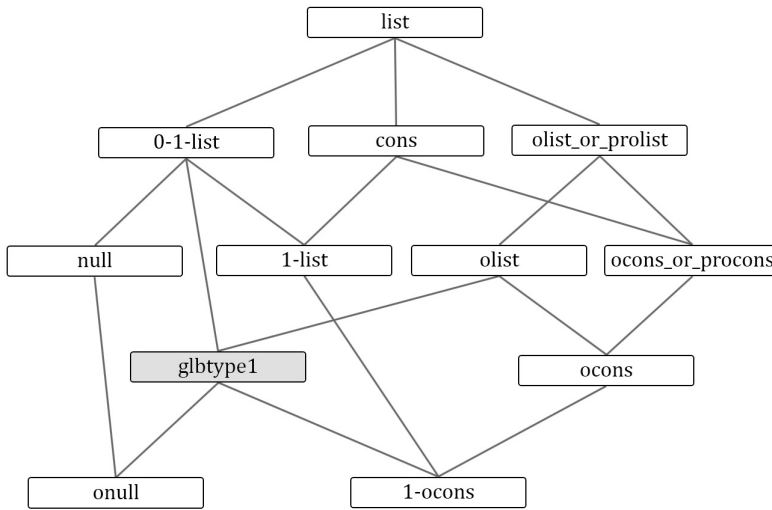 list
0-1-list
cons
olist_or_prolist
null
1-list
olist
ocons_or_procons
glbtype1
ocons
onull
1-ocons